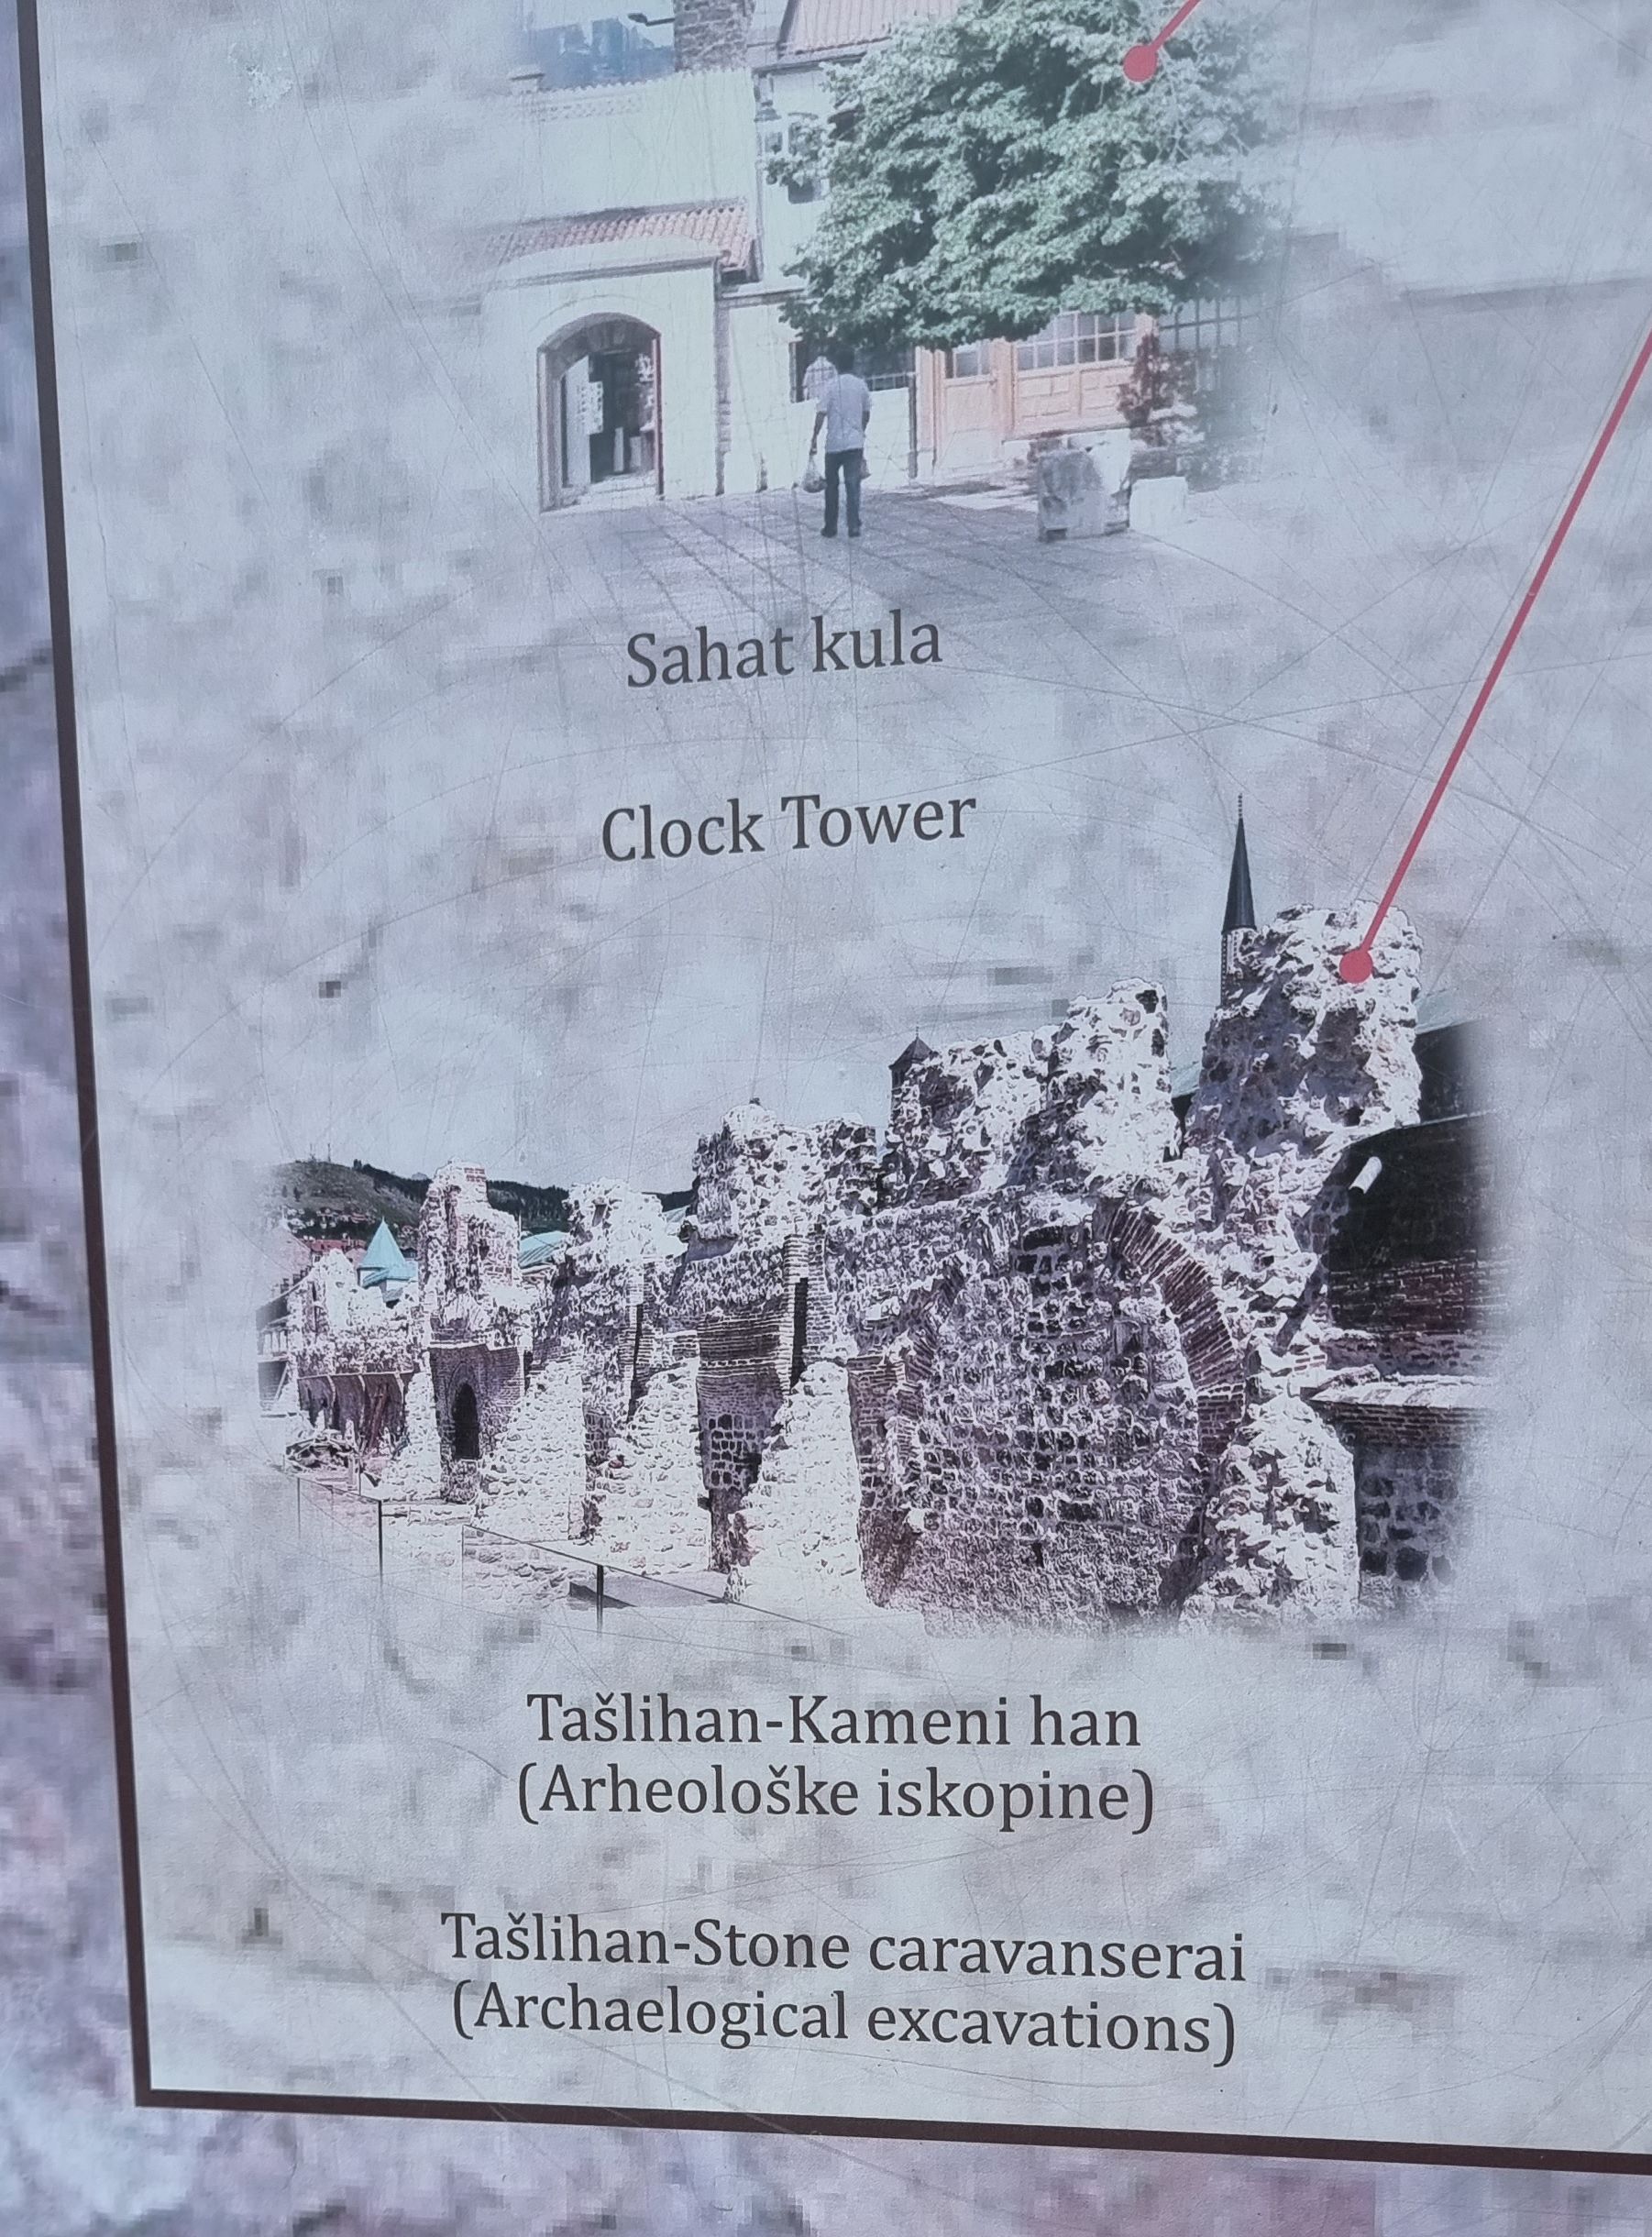 Sahat kula
Clock Tower
Tašlihan-Kameni han
(Arheološke iskopine)
Tašlihan-Stone caravanserai
(Archaelogical excavations)